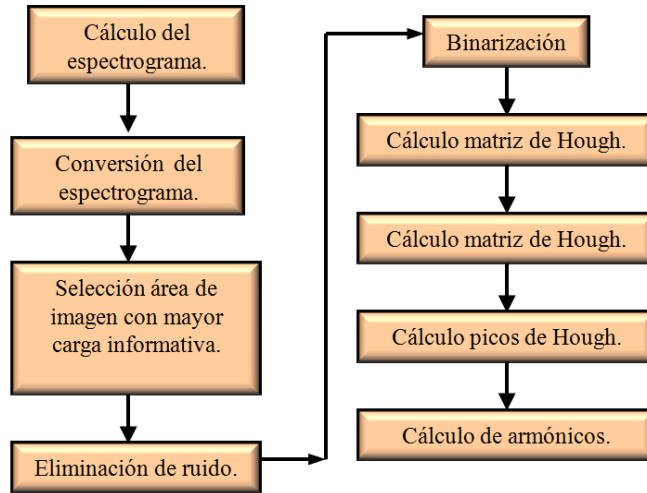 Cálculo del
espectrograma.
Conversión del
espectrograma.
Selección área de
imagen con mayor
carga informativa.
Eliminación de ruido.
Binarización
Cálculo matriz de Hough.
Cálculo matriz de Hough.
Cálculo picos de Hough.
Cálculo de armónicos.